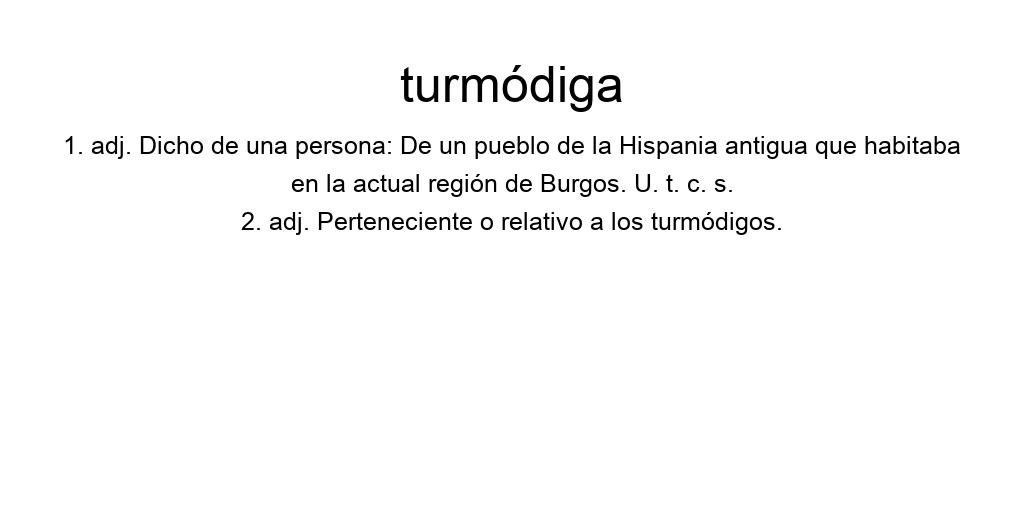 turmódiga
1. adj. Dicho de una persona: De un pueblo de la Hispania antigua que habitaba
en la actual región de Burgos. U. t. c. s.
2. adj. Perteneciente o relativo a los turmódigos.